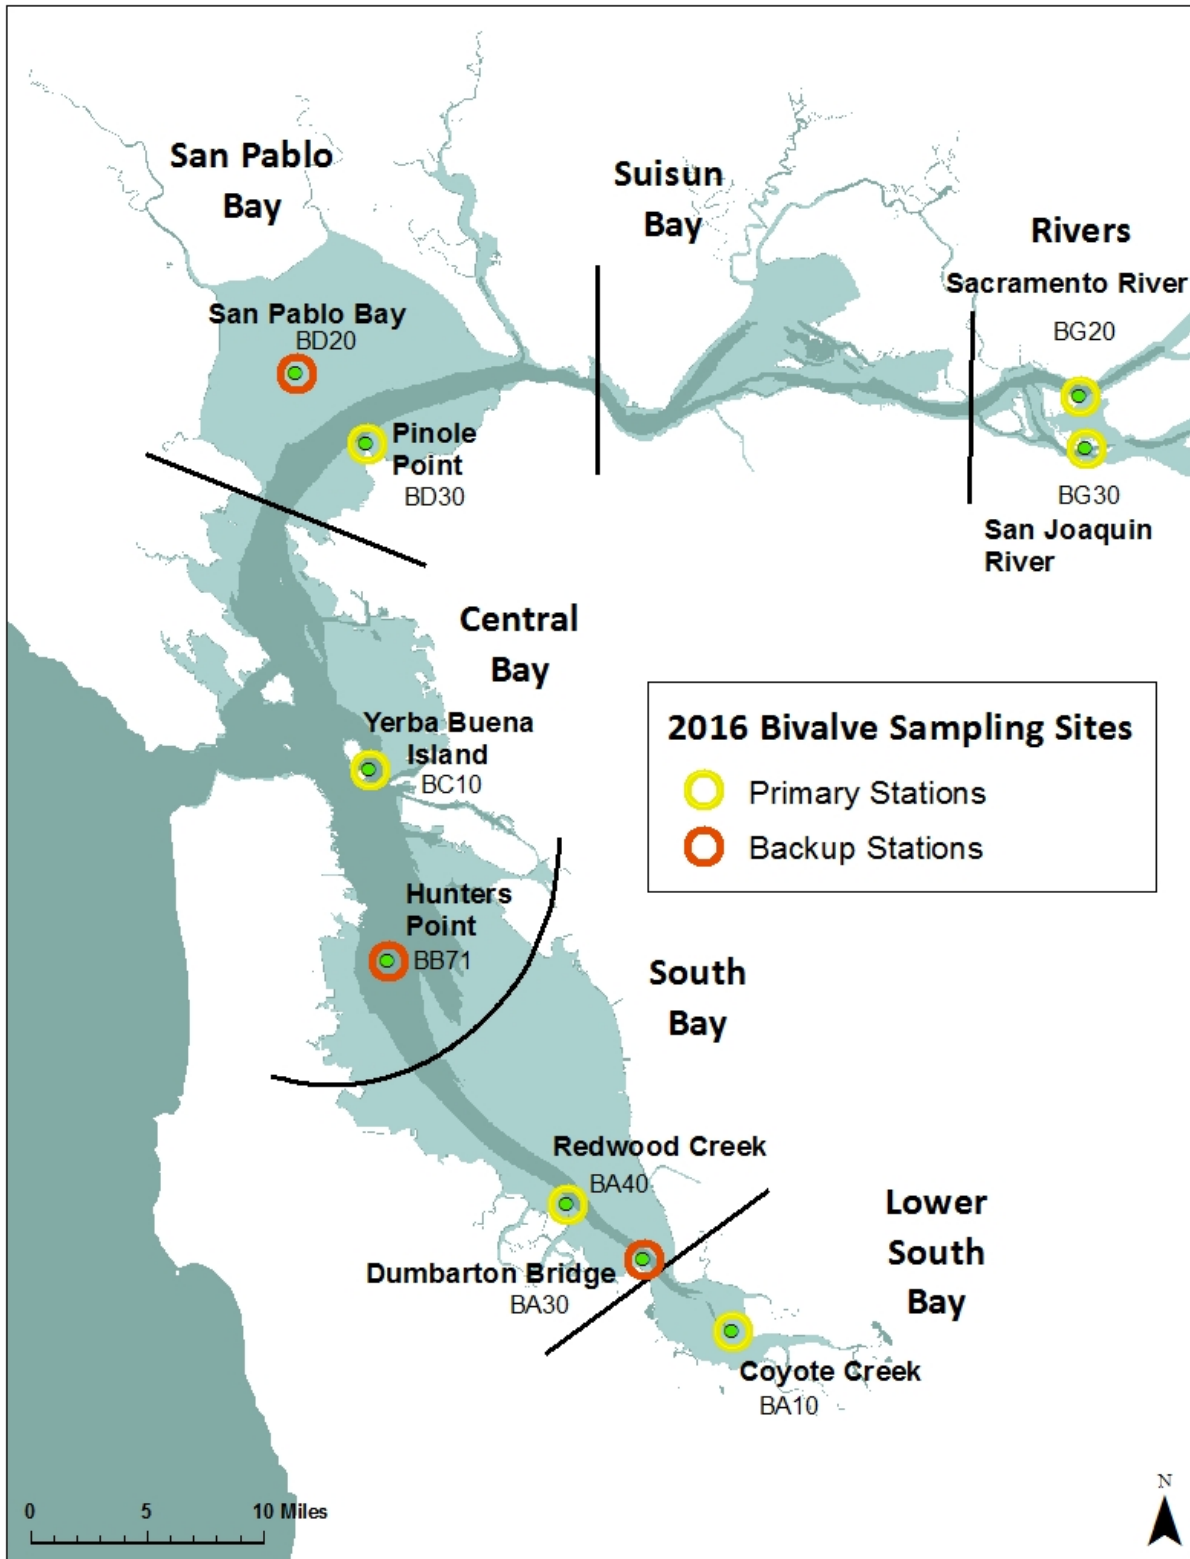 San Pablo
Bay
Suisun
Bay
Rivers
Sacramento River
BG20
San Pablo Bay
BD20
Pinole
Point
BD30
BG30
San Joaquin
River
Central
Bay
Yerba Buena
Island
BC10
2016 Bivalve Sampling Sites
Primary Stations
Backup Stations
Hunters
Point
BB71
South
Bay
Redwood Creek
BA40
Lower
South
Bay
Dumbarton Bridge
BA30
Coyote Creek
BA10
0 5 10 Miles
N